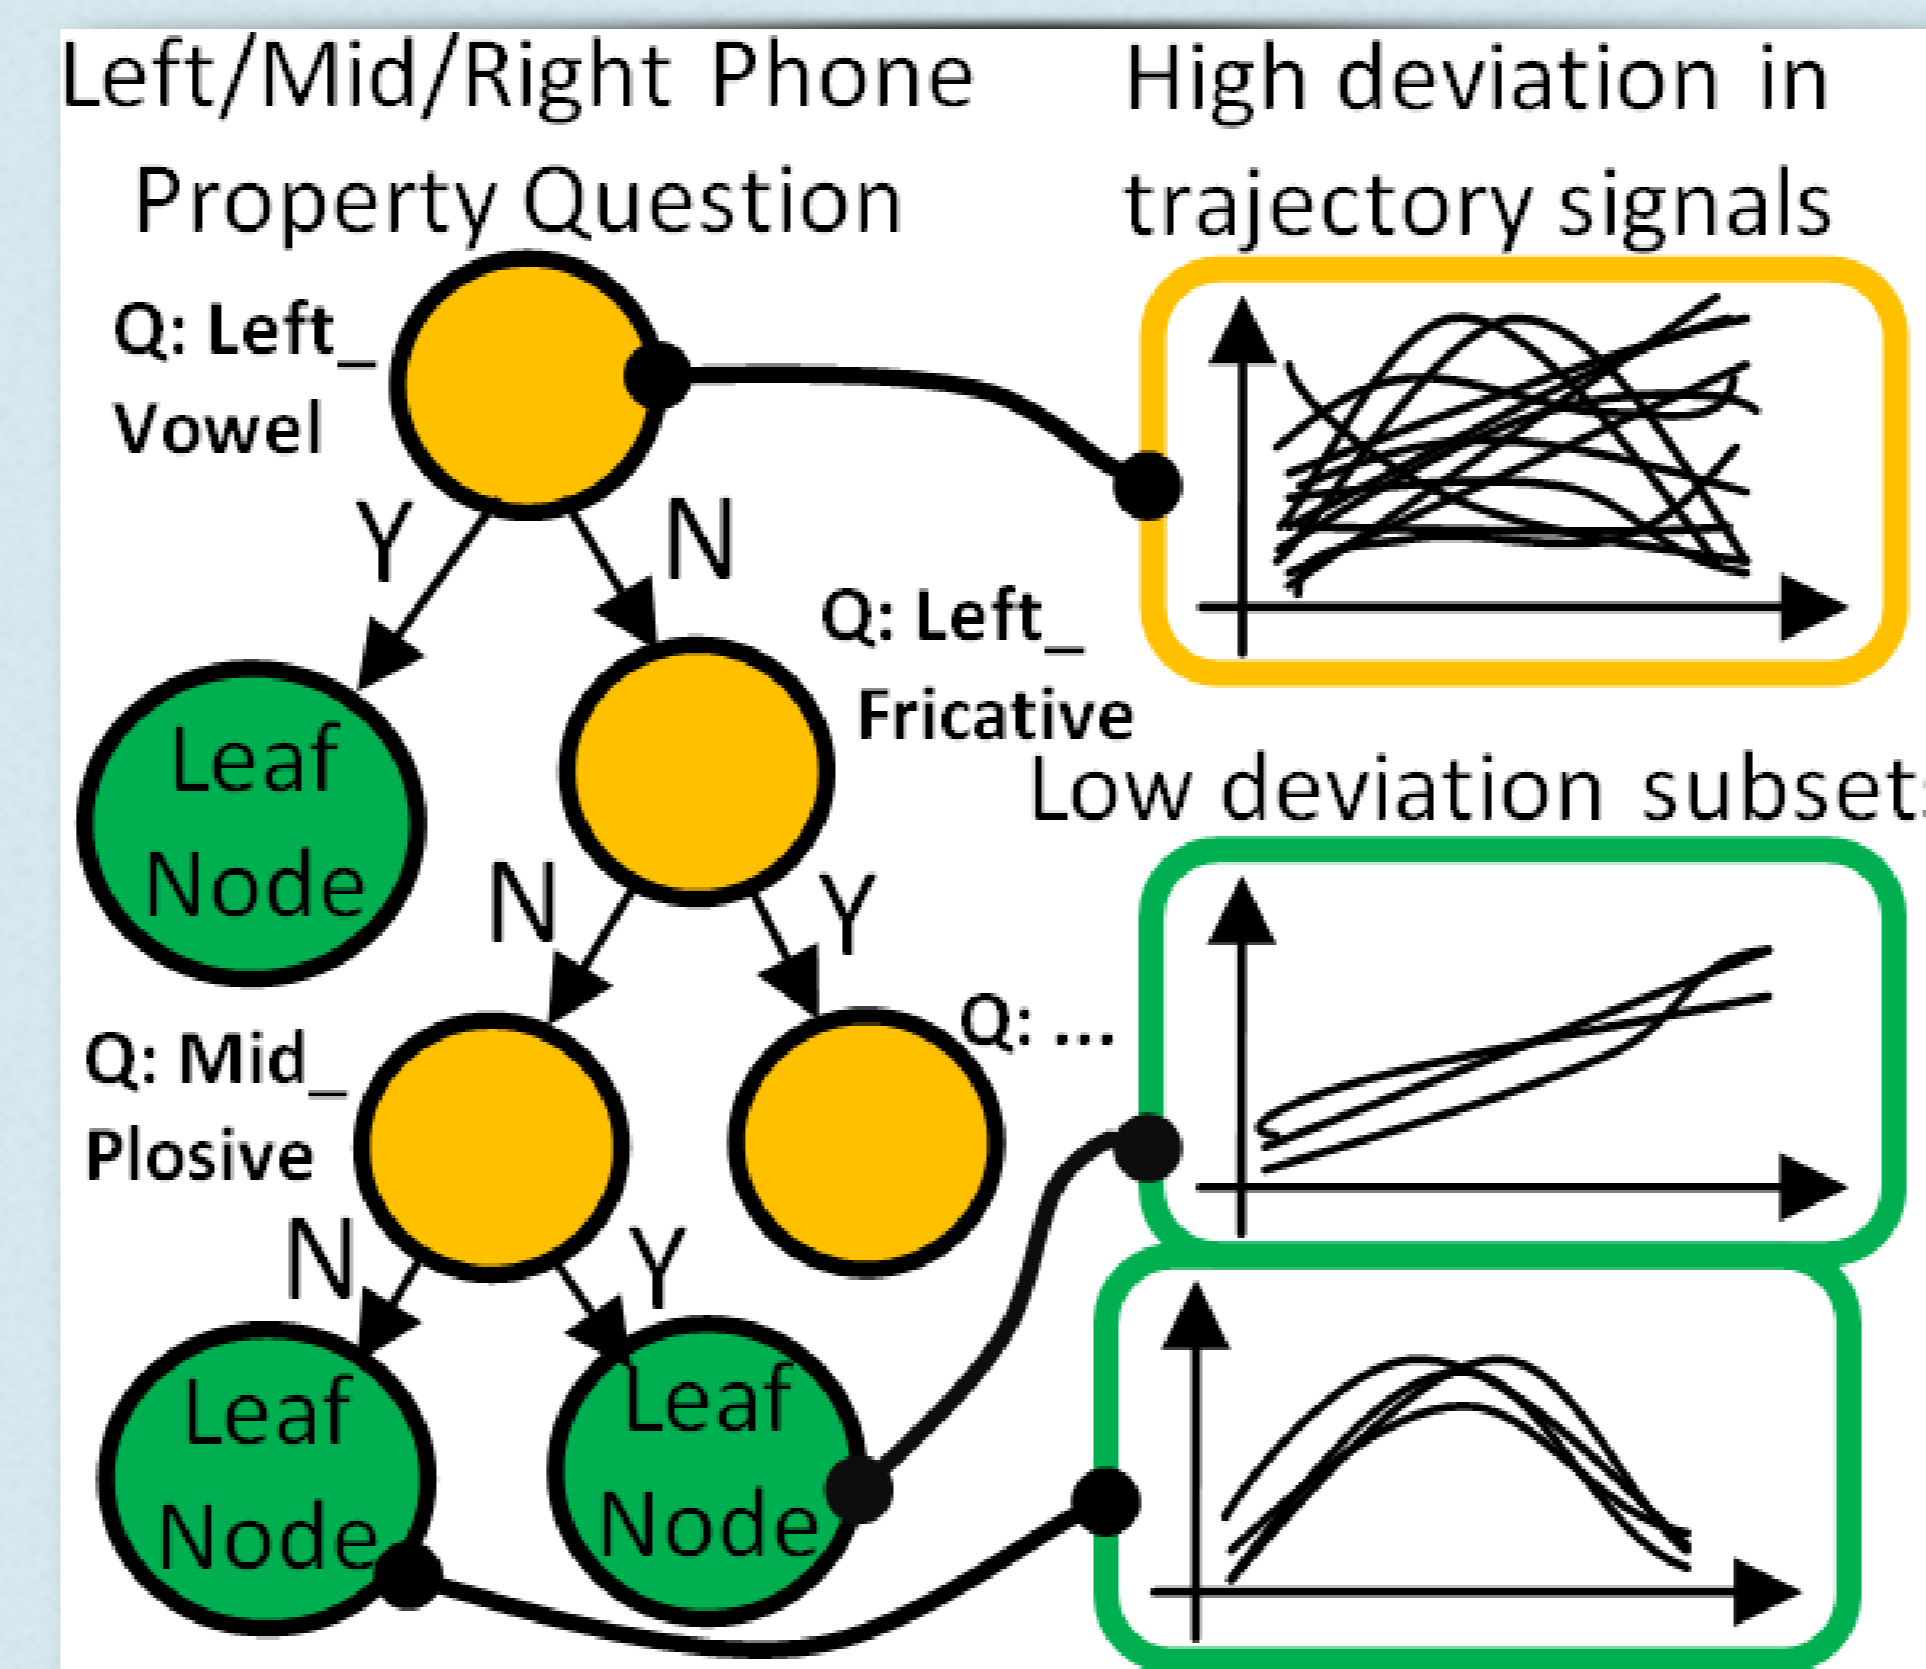 Left/Mid/Right Phone
Property Question
High deviation in
trajectory signals
Q: Left_
Vowel
Y
N
Q: Left_
Fricative
Leaf
Node
Low deviation subsets
N
Y
Q: Mid_
Plosive
Q: ...
N
Y
Leaf
Node
Leaf
Node